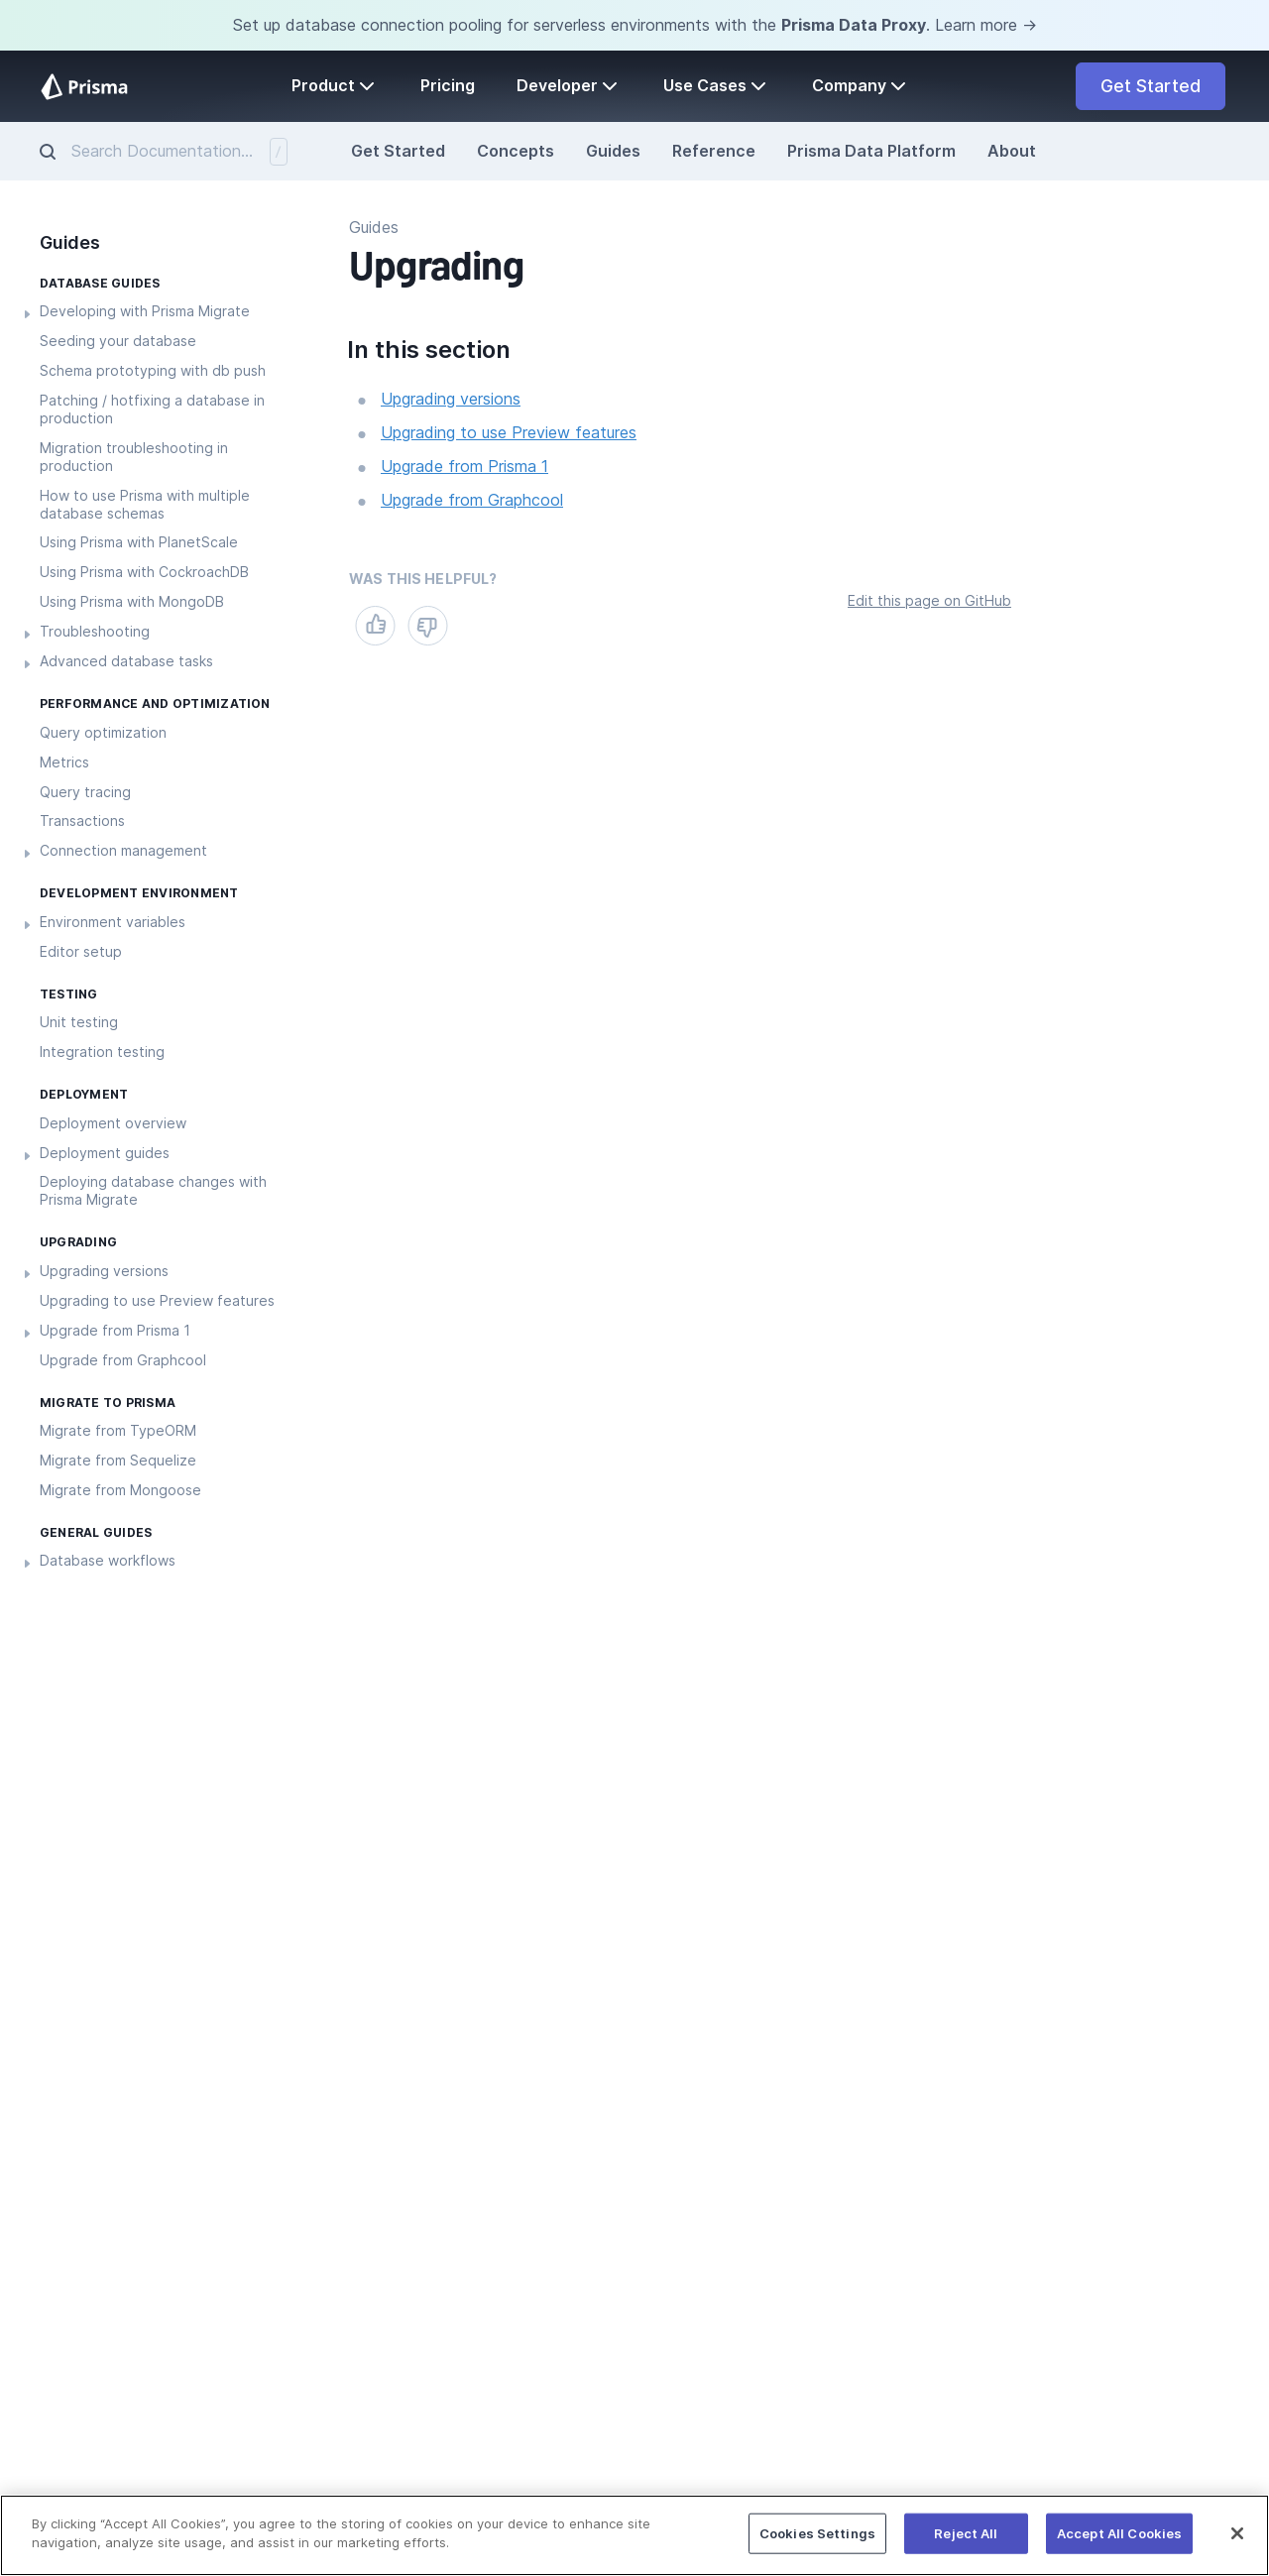 Set up database connection pooling for serverless environments with the Prisma Data Proxy. Learn more →
Prisma
Product
Pricing
Developer
Use Cases
Company
Get Started
Search Documentation...
/
Get Started
Concepts
Guides
Reference
Prisma Data Platform
About
Guides
DATABASE GUIDES
Developing with Prisma Migrate
Seeding your database
Schema prototyping with db push
Patching / hotfixing a database in
production
Migration troubleshooting in
production
How to use Prisma with multiple
database schemas
Using Prisma with PlanetScale
Using Prisma with CockroachDB
Using Prisma with MongoDB
Troubleshooting
Advanced database tasks
PERFORMANCE AND OPTIMIZATION
Query optimization
Metrics
Query tracing
Transactions
Connection management
DEVELOPMENT ENVIRONMENT
Environment variables
Editor setup
TESTING
Unit testing
Integration testing
DEPLOYMENT
Deployment overview
Deployment guides
Deploying database changes with
Prisma Migrate
UPGRADING
Upgrading versions
Upgrading to use Preview features
Upgrade from Prisma 1
Upgrade from Graphcool
MIGRATE TO PRISMA
Migrate from TypeORM
Migrate from Sequelize
Migrate from Mongoose
GENERAL GUIDES
Database workflows
Guides
Upgrading
In this section
Upgrading versions
Upgrading to use Preview features
Upgrade from Prisma 1
Upgrade from Graphcool
WAS THIS HELPFUL?
Edit this page on GitHub
By clicking “Accept All Cookies”, you agree to the storing of cookies on your device to enhance site
navigation, analyze site usage, and assist in our marketing efforts.
Cookies Settings
Reject All
Accept All Cookies